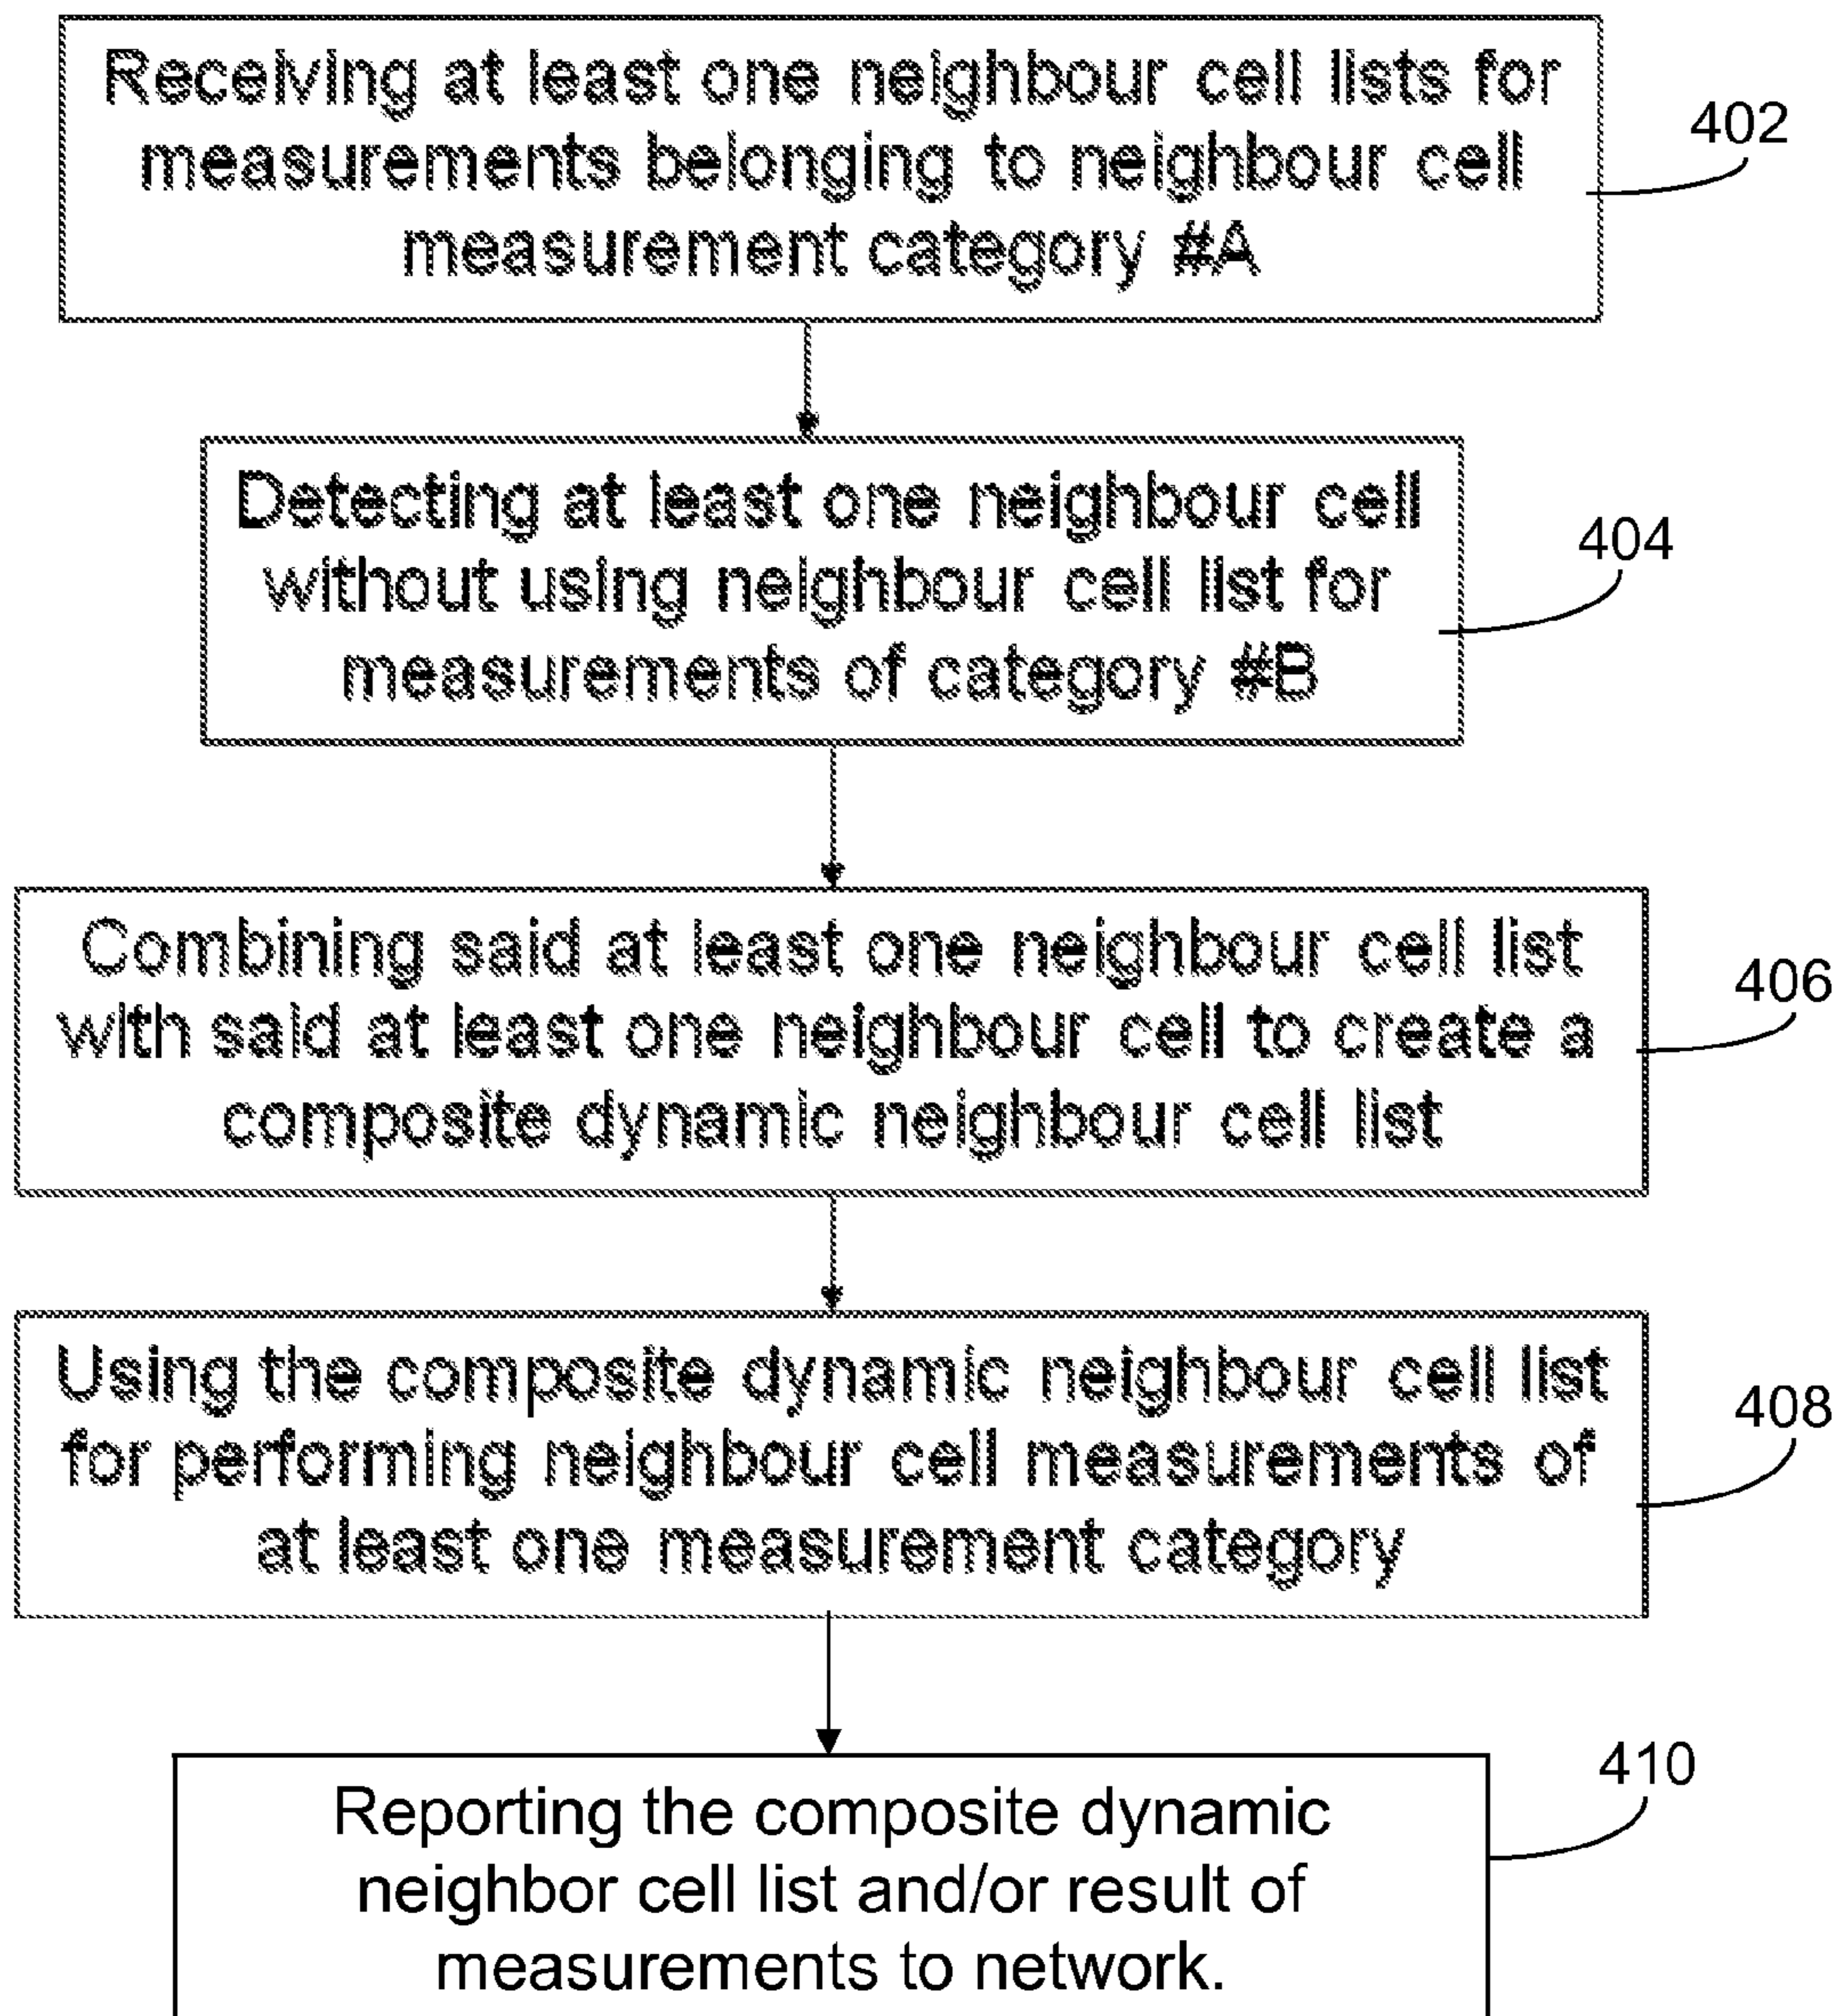 Receiving at least one neighbour cell lists for
measurements belonging to neighbour cell
measurement category #A
402
Detecting at least one neighbour cell
without using neighbour cell list for
measurements of category #B
404
Combining said at least one neighbour cell list
with said at least one neighbour cell to create a
composite dynamic neighbour cell list
406
Using the composite dynamic neighbour cell list
for performing neighbour cell measurements of
at least one measurement category
408
Reporting the composite dynamic
neighbor cell list and/or result of
measurements to network.
410